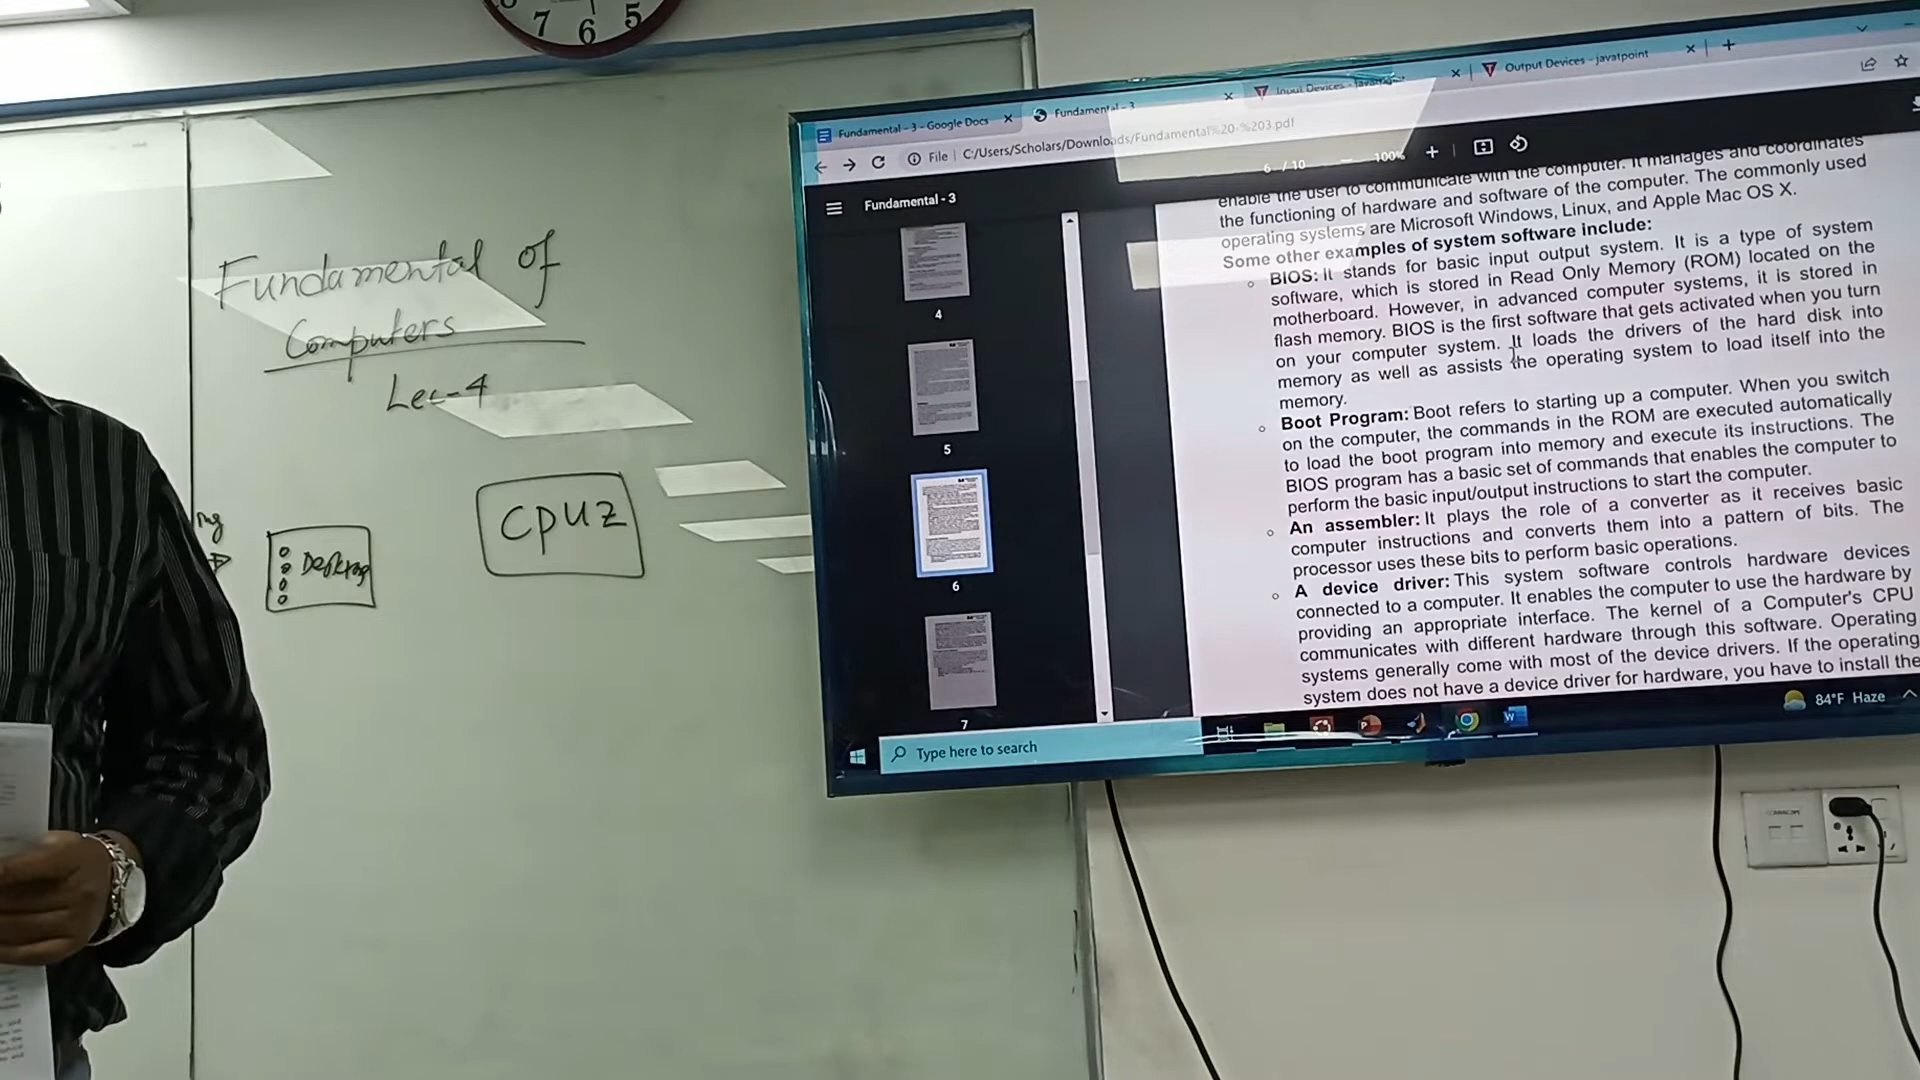 7 6 5
Fundamental of
Computers
Lec-4
ng
Desktop
CPUZ
Fundamental - 3 - Google Docs
Fundamental - 3
Input Devices - javatpoint
Output Devices - javatpoint
File C:/Users/Scholars/Downloads/Fundamental%20-%203.pdf
Fundamental - 3
6 / 10 100%
4
5
6
7
enable the user to communicate with the computer. It manages and coordinates
the functioning of hardware and software of the computer. The commonly used
operating systems are Microsoft Windows, Linux, and Apple Mac OS X.
Some other examples of system software include:
BIOS: It stands for basic input output system. It is a type of system
software, which is stored in Read Only Memory (ROM) located on the
motherboard. However, in advanced computer systems, it is stored in
flash memory. BIOS is the first software that gets activated when you turn
on your computer system. It loads the drivers of the hard disk into
memory as well as assists the operating system to load itself into the
memory.
Boot Program: Boot refers to starting up a computer. When you switch
on the computer, the commands in the ROM are executed automatically
to load the boot program into memory and execute its instructions. The
BIOS program has a basic set of commands that enables the computer to
perform the basic input/output instructions to start the computer.
An assembler: It plays the role of a converter as it receives basic
computer instructions and converts them into a pattern of bits. The
processor uses these bits to perform basic operations.
A device driver: This system software controls hardware devices
connected to a computer. It enables the computer to use the hardware by
providing an appropriate interface. The kernel of a Computer's CPU
communicates with different hardware through this software. Operating
systems generally come with most of the device drivers. If the operating
system does not have a device driver for hardware, you have to install the
Type here to search
84°F Haze